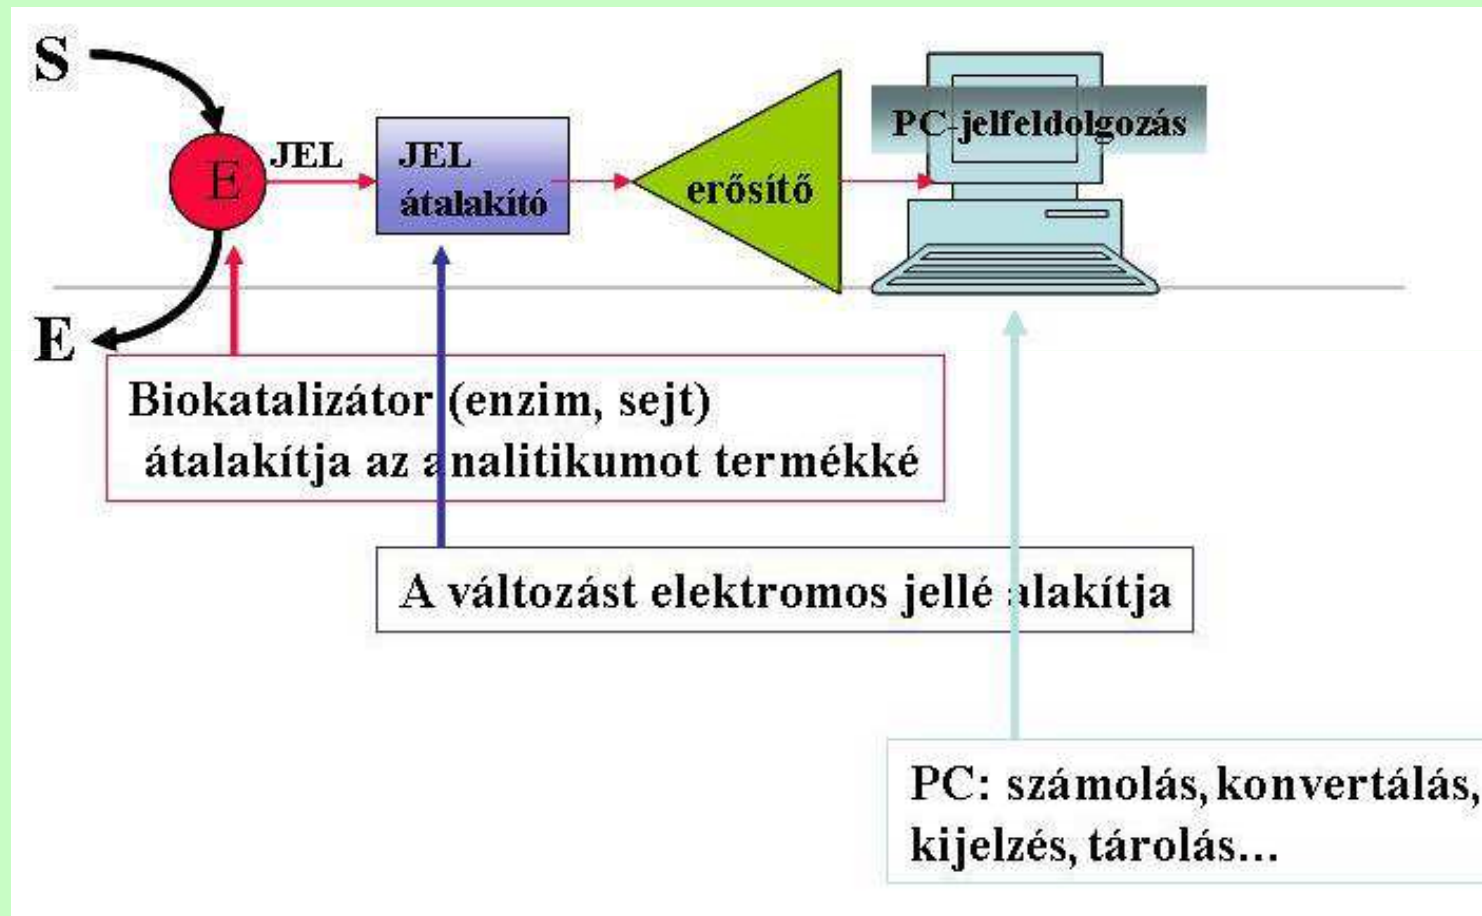 S
E
JEL
JEL
átalakító
erősítő
PC-jelfeldolgozás
E
Biokatalizátor (enzim, sejt)
átalakítja az analitikumot termékké
A változást elektromos jellé alakítja
PC: számolás, konvertálás,
kijelzés, tárolás...